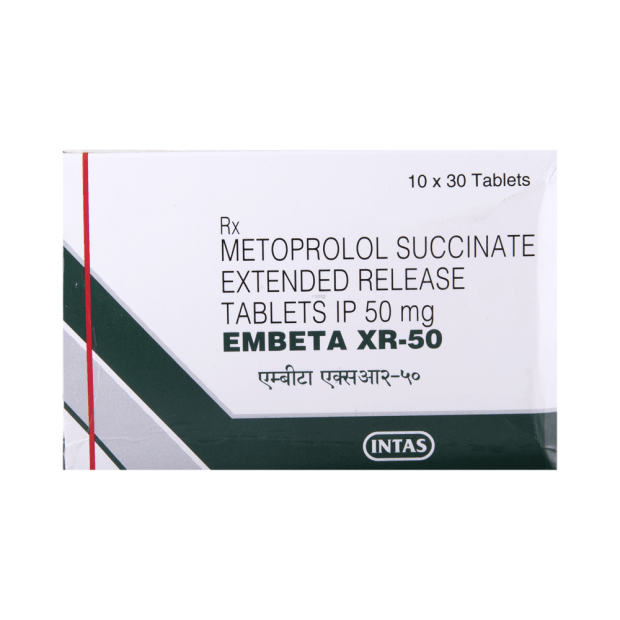 10 x 30 Tablets
Rx
METOPROLOL SUCCINATE
EXTENDED RELEASE
TABLETS IP 50 mg
EMBETA XR-50
एम्बीटा एक्सआर-५०
INTAS